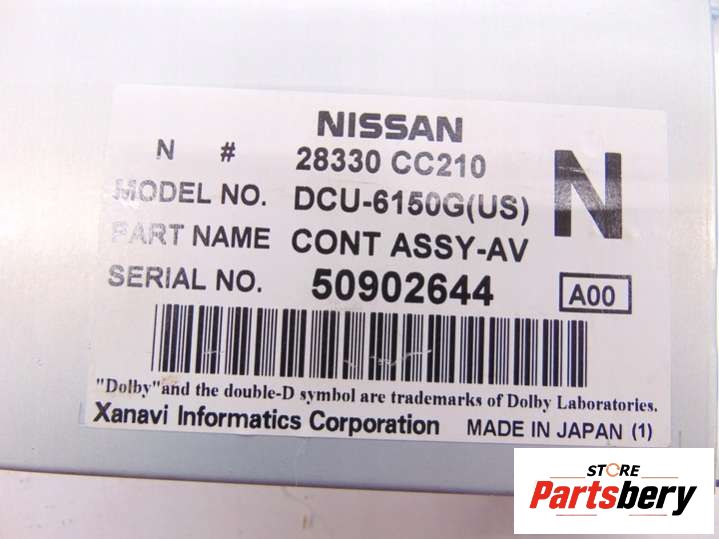 NISSAN
N # 28330 CC210
N
MODEL NO. DCU-6150G(US)
PART NAME CONT ASSY-AV
SERIAL NO. 50902644
A00
"Dolby"and the double-D symbol are trademarks of Dolby Laboratories.
Xanavi Informatics Corporation MADE IN JAPAN (1)
STORE
Partsbery